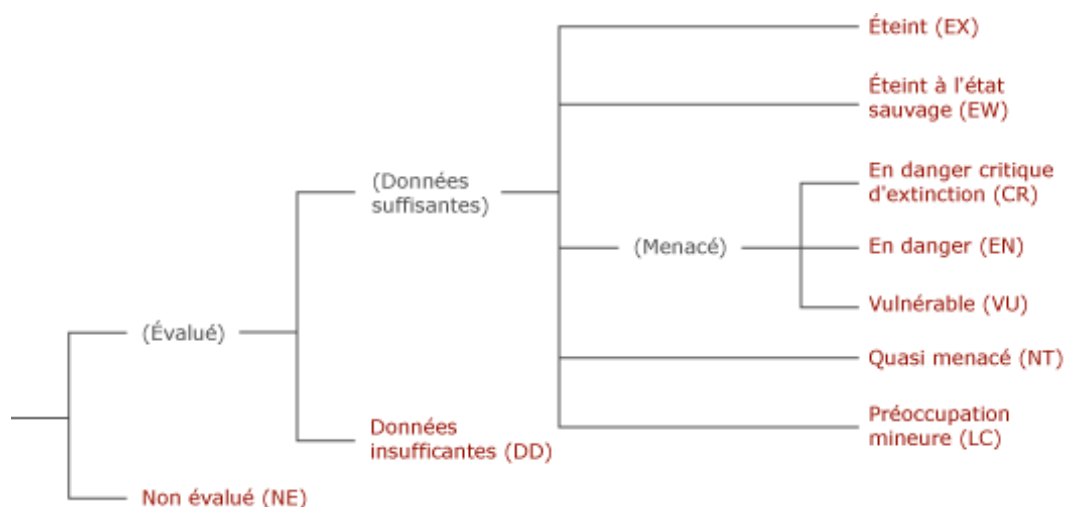 Éteint (EX)
Éteint à l'état
sauvage (EW)
(Données
suffisantes)
En danger critique
d'extinction (CR)
(Menacé)
En danger (EN)
Vulnérable (VU)
(Évalué)
Quasi menacé (NT)
Préoccupation
mineure (LC)
Données
insufficantes (DD)
Non évalué (NE)